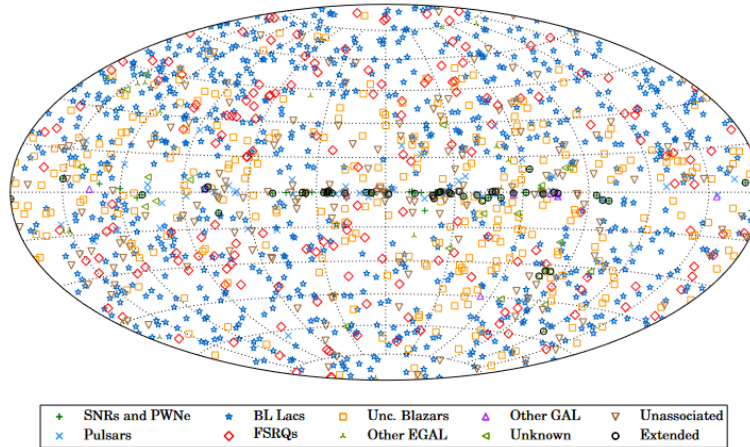 SNRs and PWNe BL Lacs Unc. Blazars Other GAL Unassociated
Pulsars FSRQs Other EGAL Unknown Extended